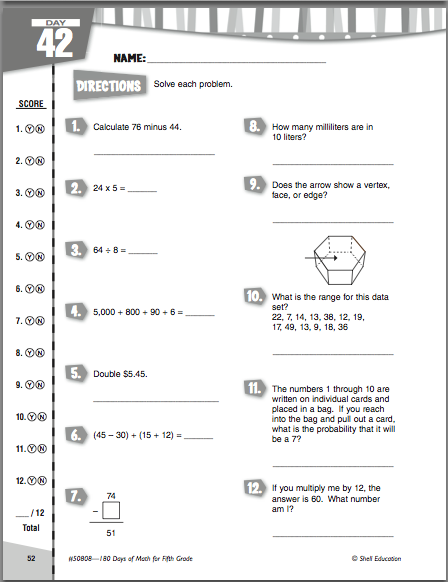 DAY
42
NAME:
DIRECTIONS Solve each problem.
SCORE
1. Y N
2. Y N
3. Y N
4. Y N
5. Y N
6. Y N
7. Y N
8. Y N
9. Y N
10. Y N
11. Y N
12. Y N
___ / 12
Total
1. Calculate 76 minus 44.
2. 24 x 5 = ______
3. 64 ÷ 8 = ______
4. 5,000 + 800 + 90 + 6 = ______
5. Double $5.45.
6. (45 – 30) + (15 + 12) = ______
7. 74
– □
51
8. How many milliliters are in
10 liters?
9. Does the arrow show a vertex,
face, or edge?
10. What is the range for this data
set?
22, 7, 14, 13, 38, 12, 19,
17, 49, 13, 9, 18, 36
11. The numbers 1 through 10 are
written on individual cards and
placed in a bag. If you reach
into the bag and pull out a card,
what is the probability that it will
be a 7?
12. If you multiply me by 12, the
answer is 60. What number
am I?
52
#50808—180 Days of Math for Fifth Grade
© Shell Education